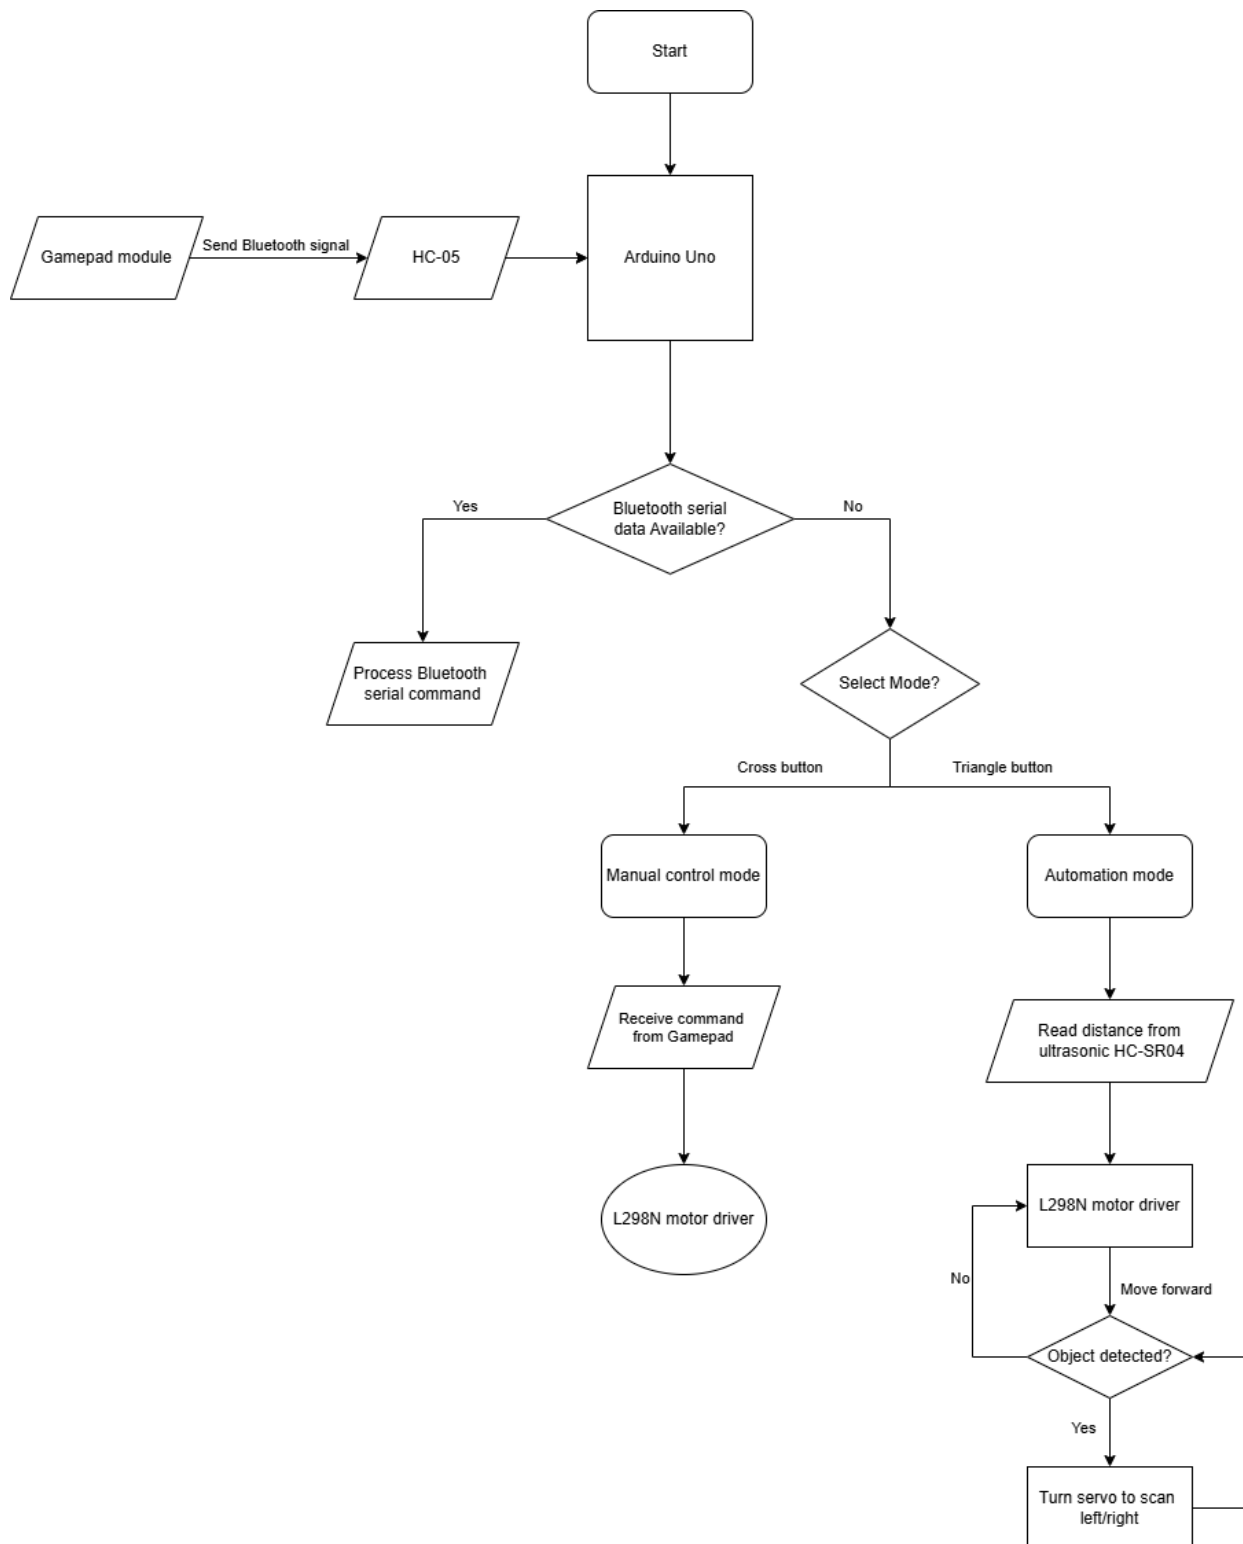 Start
Gamepad module
Send Bluetooth signal
HC-05
Arduino Uno
Bluetooth serial
data Available?
Yes
No
Process Bluetooth
serial command
Select Mode?
Cross button
Triangle button
Manual control mode
Automation mode
Receive command
from Gamepad
Read distance from
ultrasonic HC-SR04
L298N motor driver
L298N motor driver
No
Move forward
Object detected?
Yes
Turn servo to scan
left/right